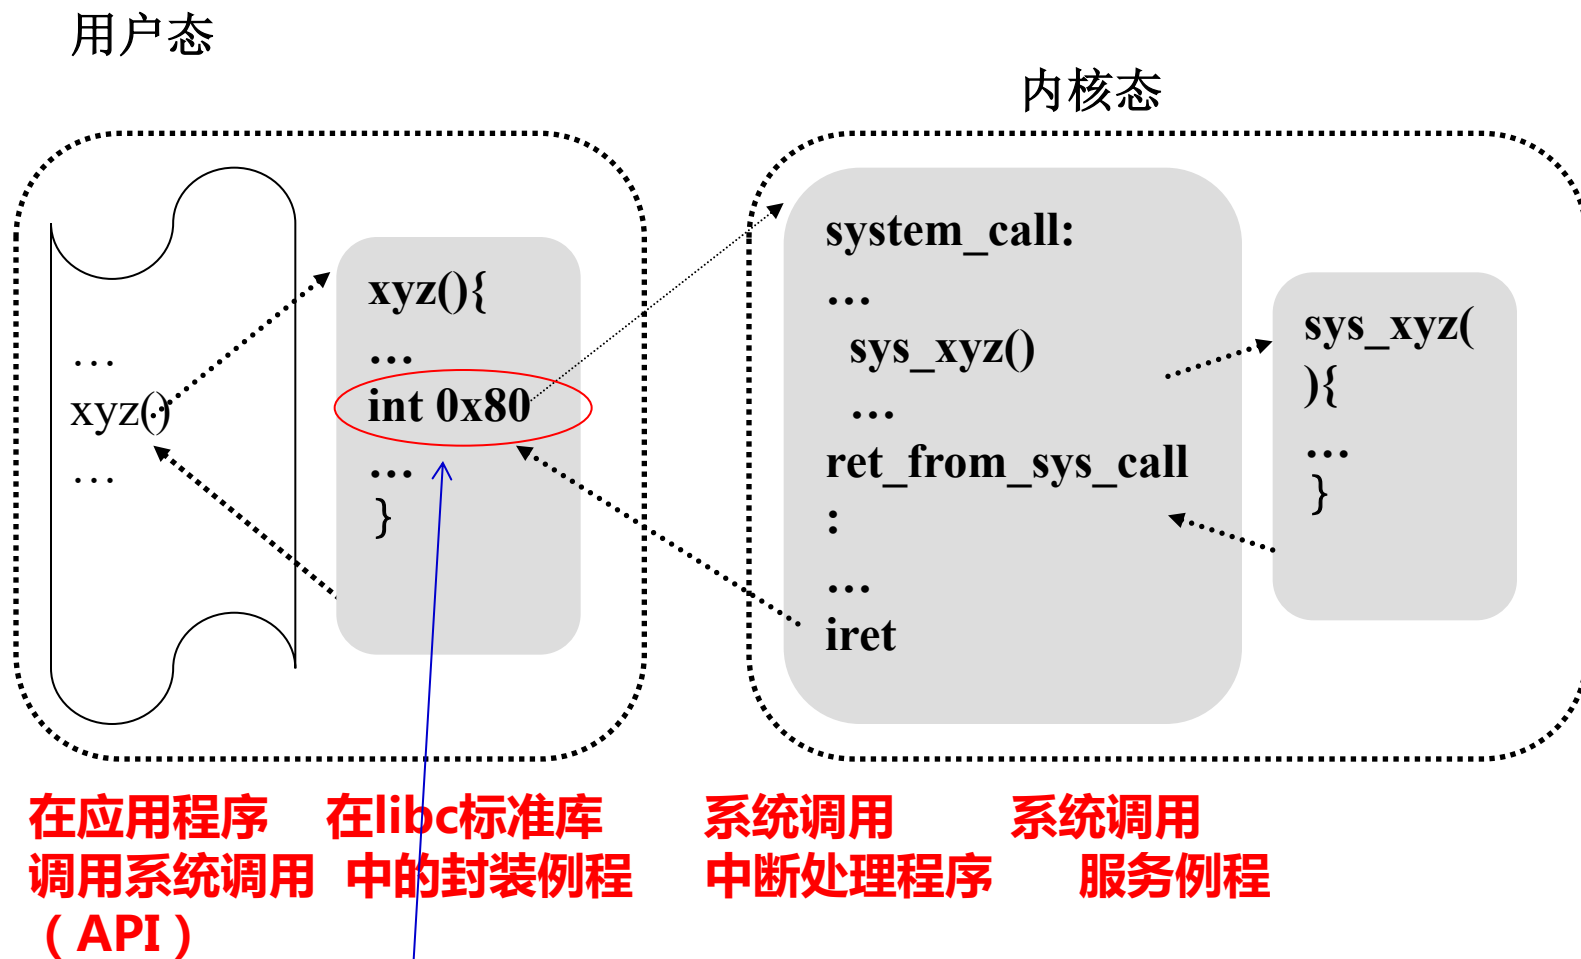 用户态
内核态
…
xyz()
…
xyz(){
…
int 0x80
…
}
system_call:
…
sys_xyz()
…
ret_from_sys_call
:
…
iret
sys_xyz(
){
…
}
在应用程序
调用系统调用
（API）
在libc标准库
中的封装例程
系统调用
中断处理程序
系统调用
服务例程